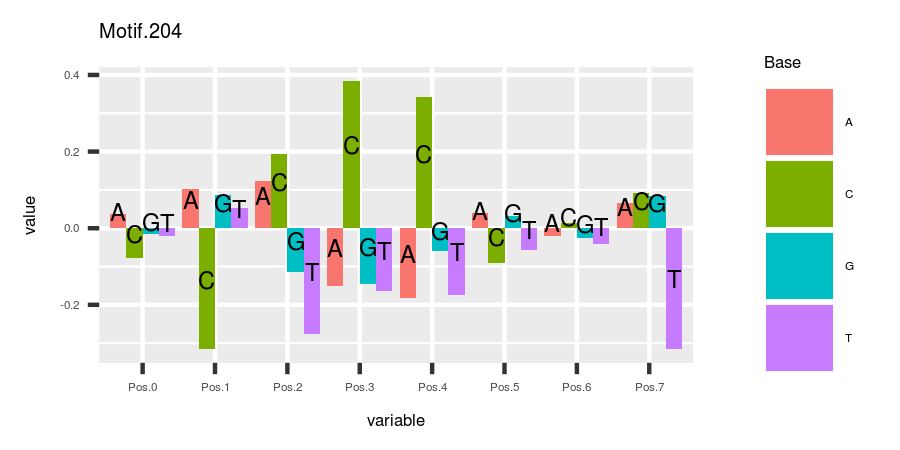 Motif.204
value
0.4
0.2
0.0
-0.2
A C G T A C G T A C G T A C G T A C G T A C G T A C G T A C G T
Pos.0 Pos.1 Pos.2 Pos.3 Pos.4 Pos.5 Pos.6 Pos.7
variable
Base
A
C
G
T